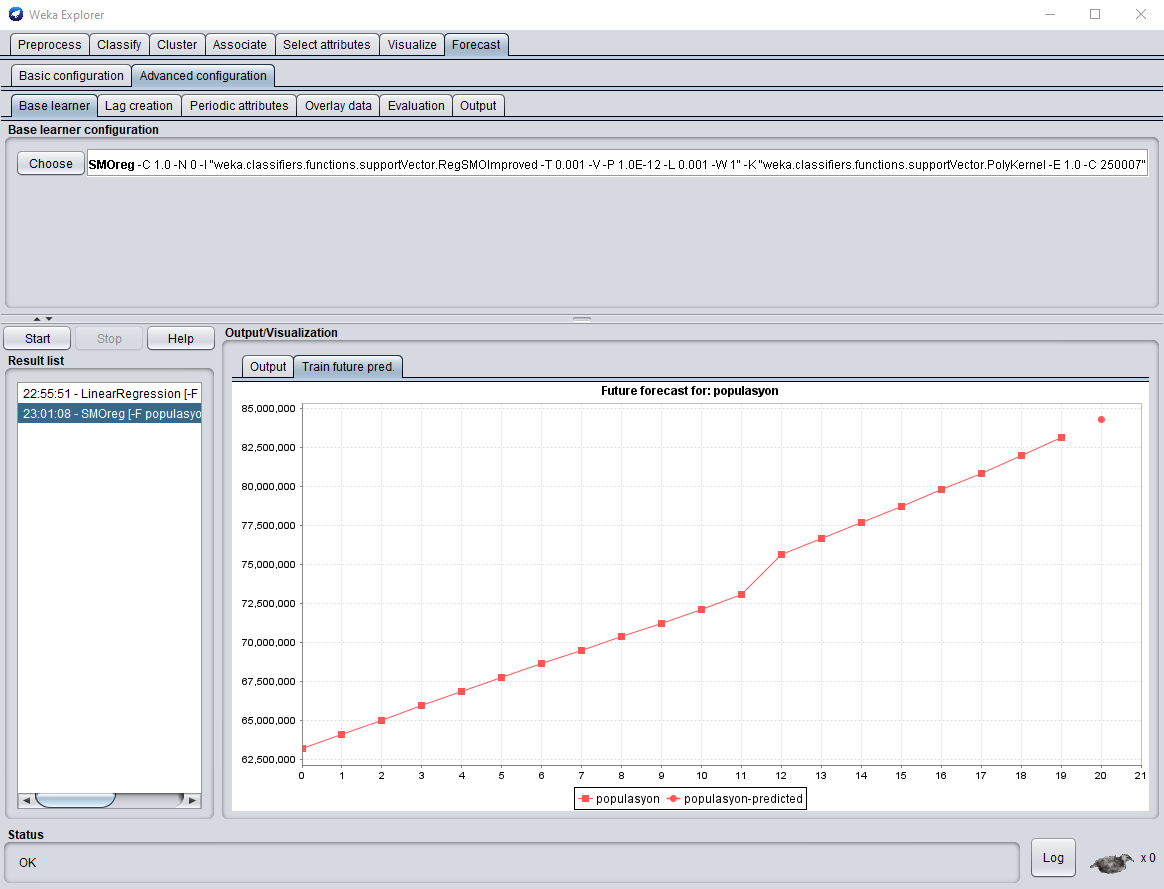 Weka Explorer
Preprocess Classify Cluster Associate Select attributes Visualize Forecast
Basic configuration Advanced configuration
Base learner Lag creation Periodic attributes Overlay data Evaluation Output
Base learner configuration
Choose SMOreg -C 1.0 -N 0 -I "weka.classifiers.functions.supportVector.RegSMOImproved -T 0.001 -V -P 1.0E-12 -L 0.001 -W 1" -K "weka.classifiers.functions.supportVector.PolyKernel -E 1.0 -C 250007"
Start Stop Help
Result list
22:55:51 - LinearRegression [-F
23:01:08 - SMOreg [-F populasyo
Output/Visualization
Output Train future pred.
Future forecast for: populasyon
85,000,000
82,500,000
80,000,000
77,500,000
75,000,000
72,500,000
70,000,000
67,500,000
65,000,000
62,500,000
0 1 2 3 4 5 6 7 8 9 10 11 12 13 14 15 16 17 18 19 20 21
populasyon populasyon-predicted
Status
OK
Log
x 0